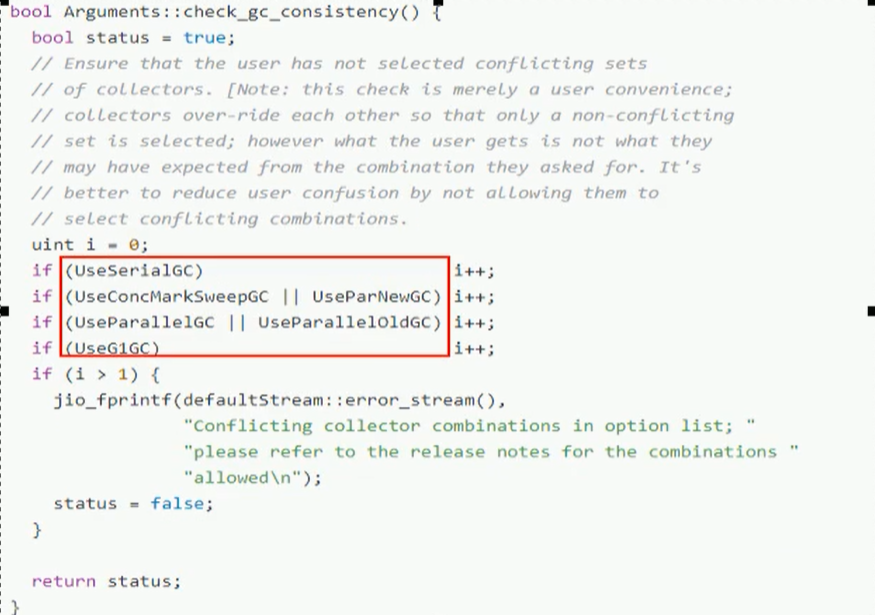 bool Arguments::check_gc_consistency() {
bool status = true;
// Ensure that the user has not selected conflicting sets
// of collectors. [Note: this check is merely a user convenience;
// collectors over-ride each other so that only a non-conflicting
// set is selected; however what the user gets is not what they
// may have expected from the combination they asked for. It's
// better to reduce user confusion by not allowing them to
// select conflicting combinations.
uint i = 0;
if (UseSerialGC) i++;
if (UseConcMarkSweepGC || UseParNewGC) i++;
if (UseParallelGC || UseParallelOldGC) i++;
if (UseG1GC) i++;
if (i > 1) {
jio_fprintf(defaultStream::error_stream(),
"Conflicting collector combinations in option list; "
"please refer to the release notes for the combinations "
"allowed\n");
status = false;
}
return status;
}